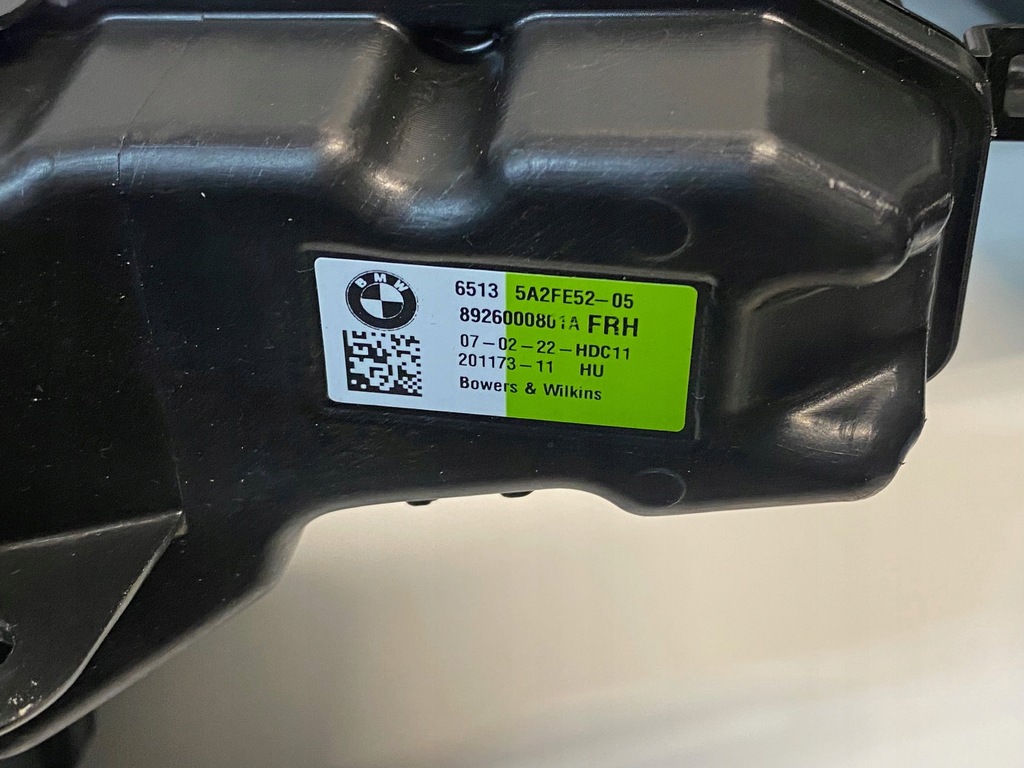 BMW
6513 5A2FE52-05
8926000801A FRH
07-02-22-HDC11
201173-11 HU
Bowers & Wilkins